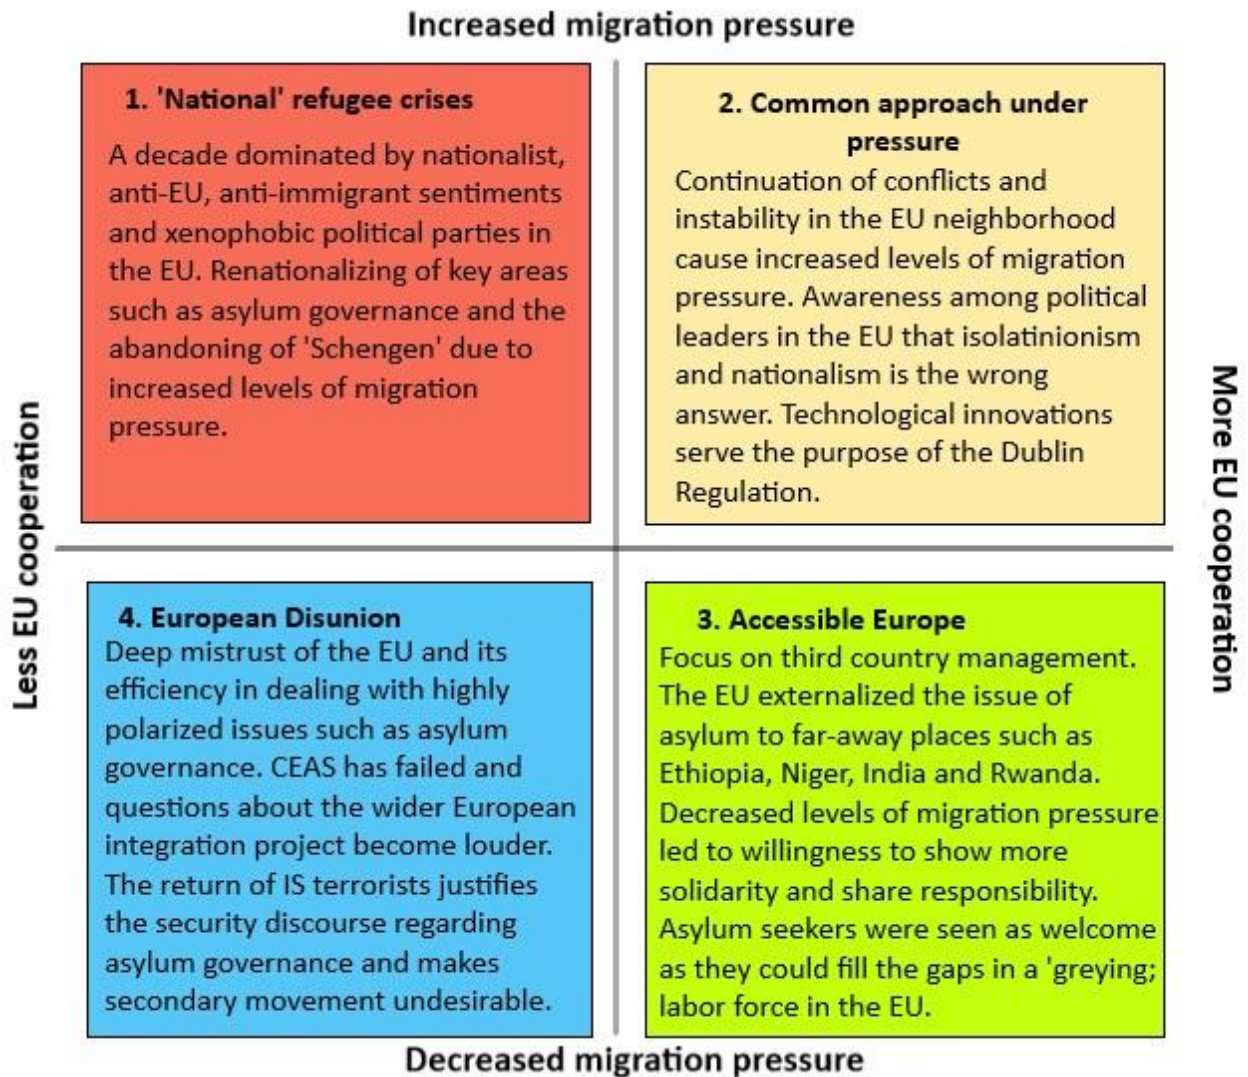 Increased migration pressure
1. 'National' refugee crises
A decade dominated by nationalist,
anti-EU, anti-immigrant sentiments
and xenophobic political parties in
the EU. Renationalizing of key areas
such as asylum governance and the
abandoning of 'Schengen' due to
increased levels of migration
pressure.
2. Common approach under
pressure
Continuation of conflicts and
instability in the EU neighborhood
cause increased levels of migration
pressure. Awareness among political
leaders in the EU that isolatinionism
and nationalism is the wrong
answer. Technological innovations
serve the purpose of the Dublin
Regulation.
Less EU cooperation
More EU cooperation
4. European Disunion
Deep mistrust of the EU and its
efficiency in dealing with highly
polarized issues such as asylum
governance. CEAS has failed and
questions about the wider European
integration project become louder.
The return of IS terrorists justifies
the security discourse regarding
asylum governance and makes
secondary movement undesirable.
3. Accessible Europe
Focus on third country management.
The EU externalized the issue of
asylum to far-away places such as
Ethiopia, Niger, India and Rwanda.
Decreased levels of migration pressure
led to willingness to show more
solidarity and share responsibility.
Asylum seekers were seen as welcome
as they could fill the gaps in a 'greying;
labor force in the EU.
Decreased migration pressure